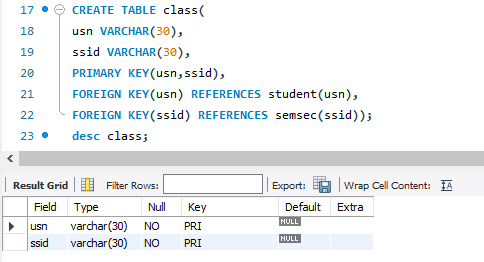 17 CREATE TABLE class(
18 usn VARCHAR(30),
19 ssid VARCHAR(30),
20 PRIMARY KEY(usn,ssid),
21 FOREIGN KEY(usn) REFERENCES student(usn),
22 FOREIGN KEY(ssid) REFERENCES semsec(ssid));
23 desc class;
Result Grid Filter Rows: Export: Wrap Cell Content: IA
Field Type Null Key Default Extra
usn varchar(30) NO PRI NULL
ssid varchar(30) NO PRI NULL